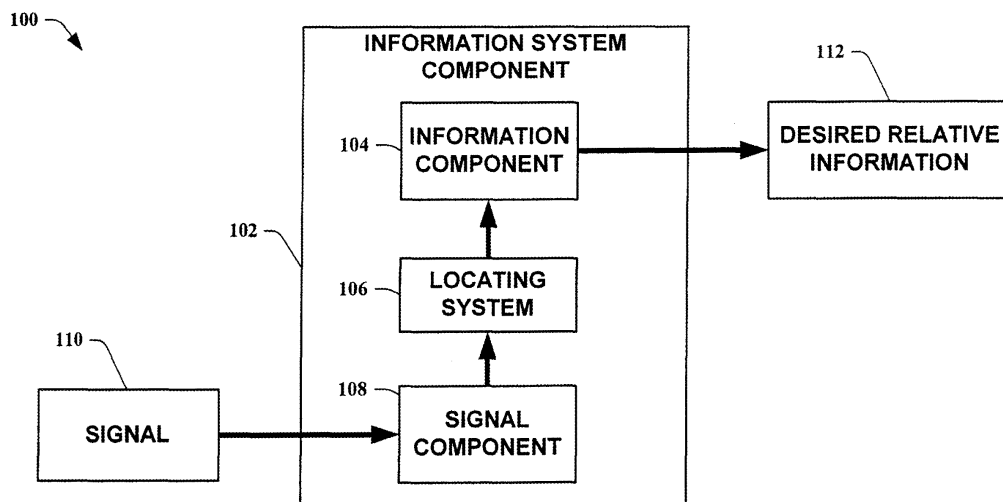 100
INFORMATION SYSTEM
COMPONENT
112
104
INFORMATION
COMPONENT
DESIRED RELATIVE
INFORMATION
102
106
LOCATING
SYSTEM
110
108
SIGNAL
SIGNAL
COMPONENT